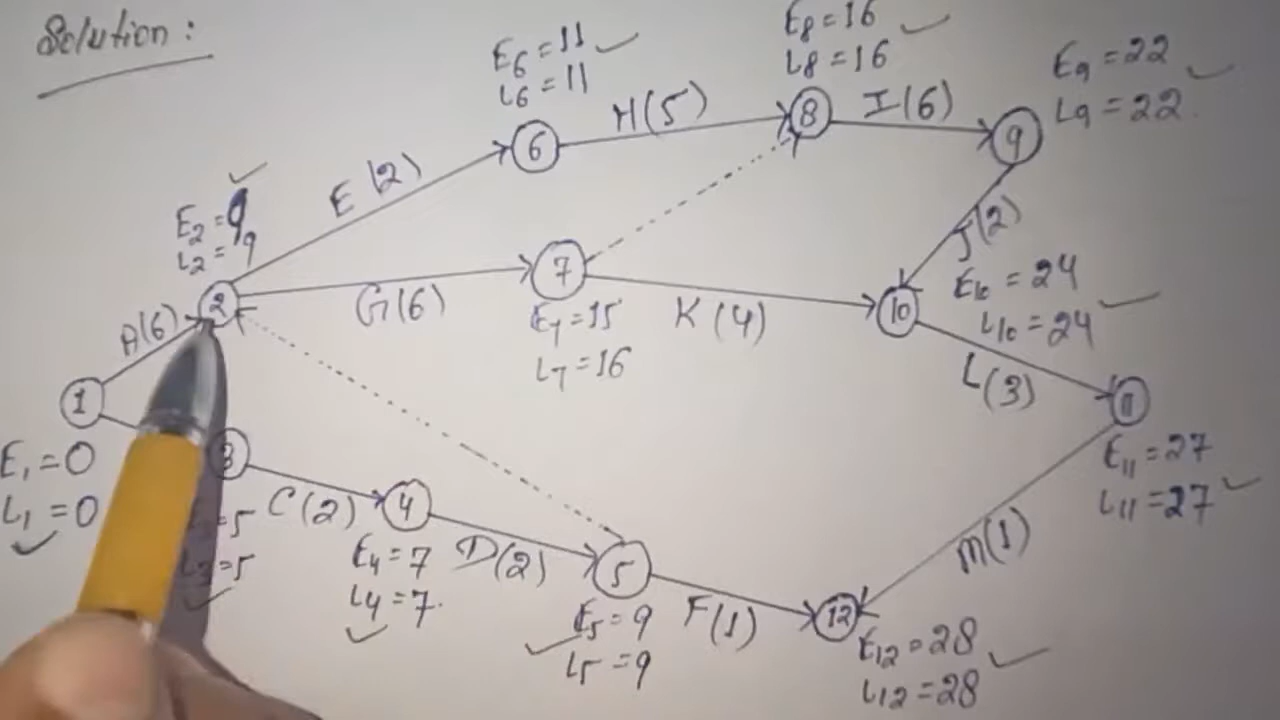 Solution :
E6 = 11
L6 = 11
E8 = 16
L8 = 16
E9 = 22
L9 = 22
H(5)
I(6)
6
8
9
E (2)
J(2)
E2 = 9
L2 = 9
2
G(6)
7
E7 = 15
L7 = 16
K (4)
10
E10 = 24
L10 = 24
A(6)
1
L(3)
11
E1 = 0
L1 = 0
3
= 5
L3 = 5
C(2)
4
E4 = 7
L4 = 7
D(2)
5
E5 = 9
L5 = 9
F(1)
12
E11 = 27
L11 = 27
M(1)
E12 = 28
L12 = 28